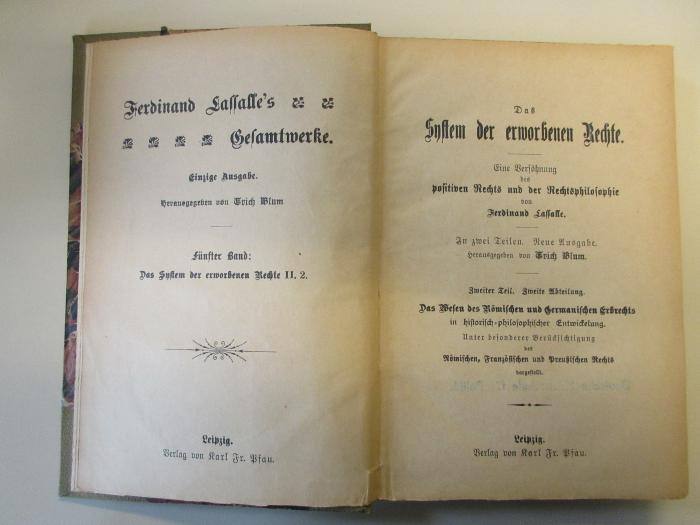 Ferdinand Lassalle's
Gesamtwerke.
Einzige Ausgabe.
Herausgegeben von Erich Blum
Fünfter Band:
Das System der erworbenen Rechte II. 2.
Leipzig.
Verlag von Karl Fr. Pfau.
Das
System der erworbenen Rechte.
Eine Versöhnung
des
positiven Rechts und der Rechtsphilosophie
von
Ferdinand Lassalle.
In zwei Teilen. Neue Ausgabe.
Herausgegeben von Erich Blum.
Zweiter Teil. Zweite Abteilung.
Das Wesen des Römischen und Germanischen Erbrechts
in historisch-philosophischer Entwickelung.
Unter besonderer Berücksichtigung
des
Römischen, Französischen und Preußischen Rechts
dargestellt.
Leipzig.
Verlag von Karl Fr. Pfau.